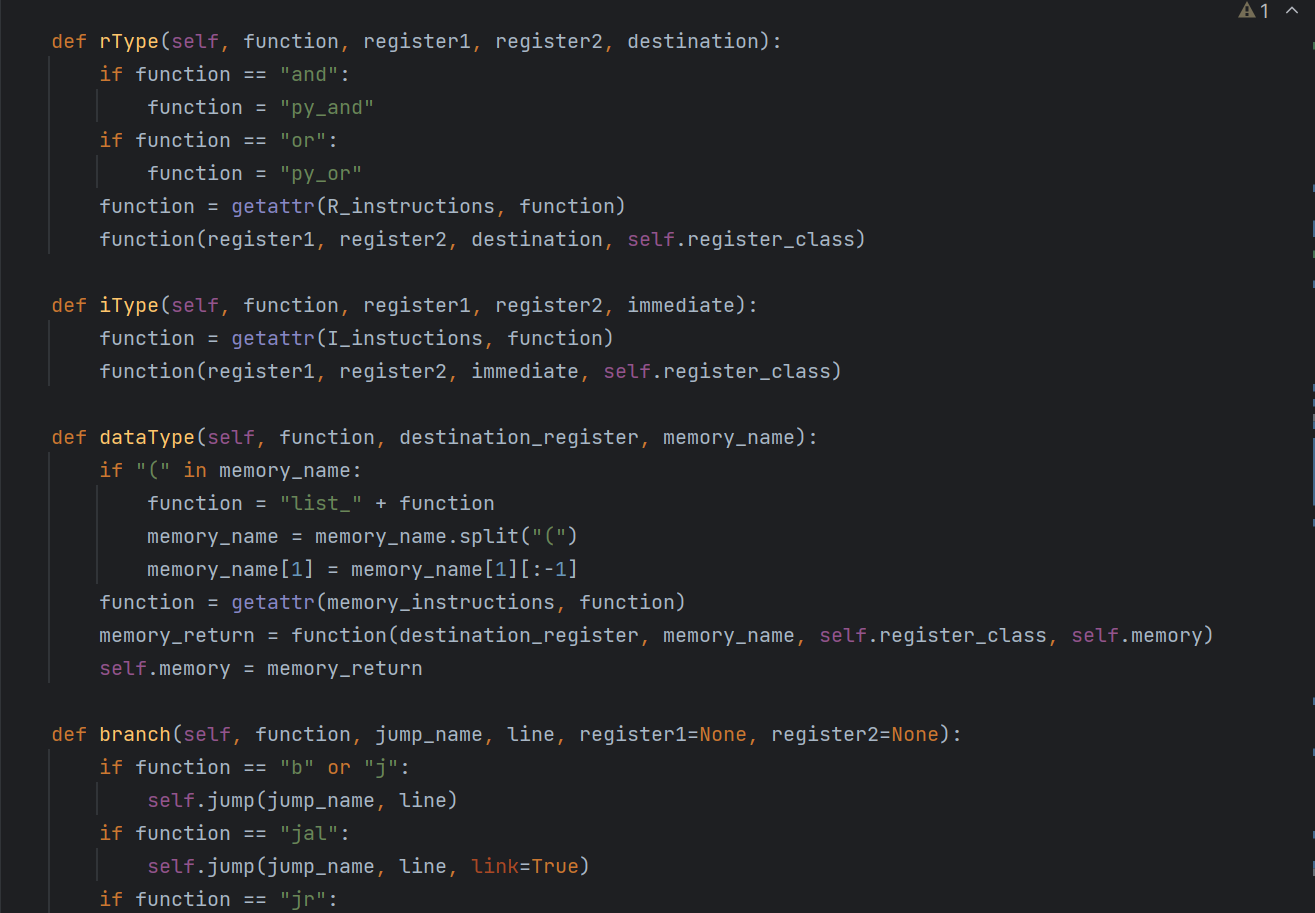 1
def rType(self, function, register1, register2, destination):
    if function == "and":
        function = "py_and"
    if function == "or":
        function = "py_or"
    function = getattr(R_instructions, function)
    function(register1, register2, destination, self.register_class)

def iType(self, function, register1, register2, immediate):
    function = getattr(I_instuctions, function)
    function(register1, register2, immediate, self.register_class)

def dataType(self, function, destination_register, memory_name):
    if "(" in memory_name:
        function = "list_" + function
        memory_name = memory_name.split("(")
        memory_name[1] = memory_name[1][:-1]
    function = getattr(memory_instructions, function)
    memory_return = function(destination_register, memory_name, self.register_class, self.memory)
    self.memory = memory_return

def branch(self, function, jump_name, line, register1=None, register2=None):
    if function == "b" or "j":
        self.jump(jump_name, line)
    if function == "jal":
        self.jump(jump_name, line, link=True)
    if function == "jr":